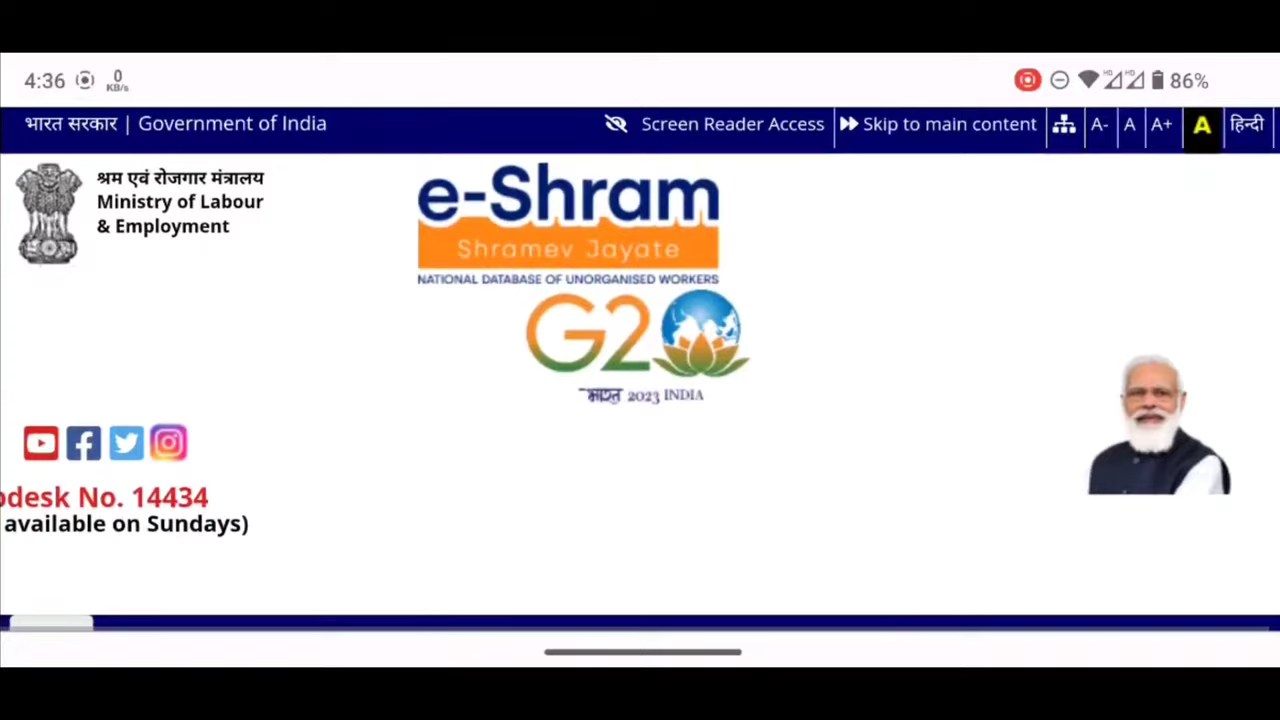 4:36 0 KB/s 86%
भारत सरकार | Government of India Screen Reader Access Skip to main content A- A A+ A हिन्दी
श्रम एवं रोजगार मंत्रालय
Ministry of Labour
& Employment
e-Shram
Shramev Jayate
NATIONAL DATABASE OF UNORGANISED WORKERS
G20
भारत 2023 INDIA
pdesk No. 14434
available on Sundays)